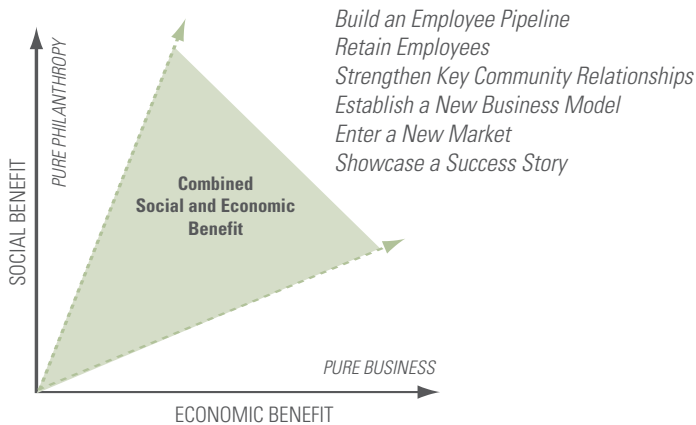 Build an Employee Pipeline
Retain Employees
Strengthen Key Community Relationships
Establish a New Business Model
Enter a New Market
Showcase a Success Story
SOCIAL BENEFIT
PURE PHILANTHROPY
Combined
Social and Economic
Benefit
PURE BUSINESS
ECONOMIC BENEFIT